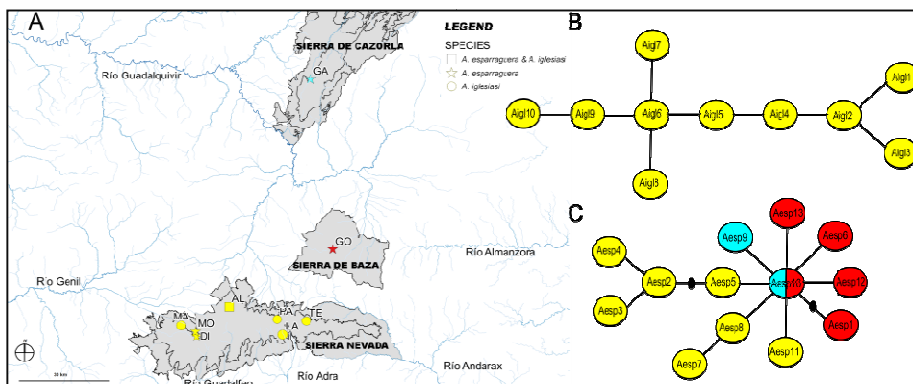 A
LEGEND
SPECIES
A. esparraguera & A. iglesiasi
A. esparraguera
A. iglesiasi
SIERRA DE CAZORLA
GA
Río Guadalquivir
GO
SIERRA DE BAZA
Río Almanzora
Río Genil
AL
MA
MO
DI
PA
TE
SIERRA NEVADA
Río Adra
Río Andarax
B
Aigl7
Aigl10
Aigl9
Aigl6
Aigl5
Aigl4
Aigl2
Aigl1
Aigl3
Aigl8
C
Aesp13
Aesp9
Aesp6
Aesp4
Aesp2
Aesp5
Aesp10
Aesp12
Aesp3
Aesp8
Aesp1
Aesp7
Aesp11